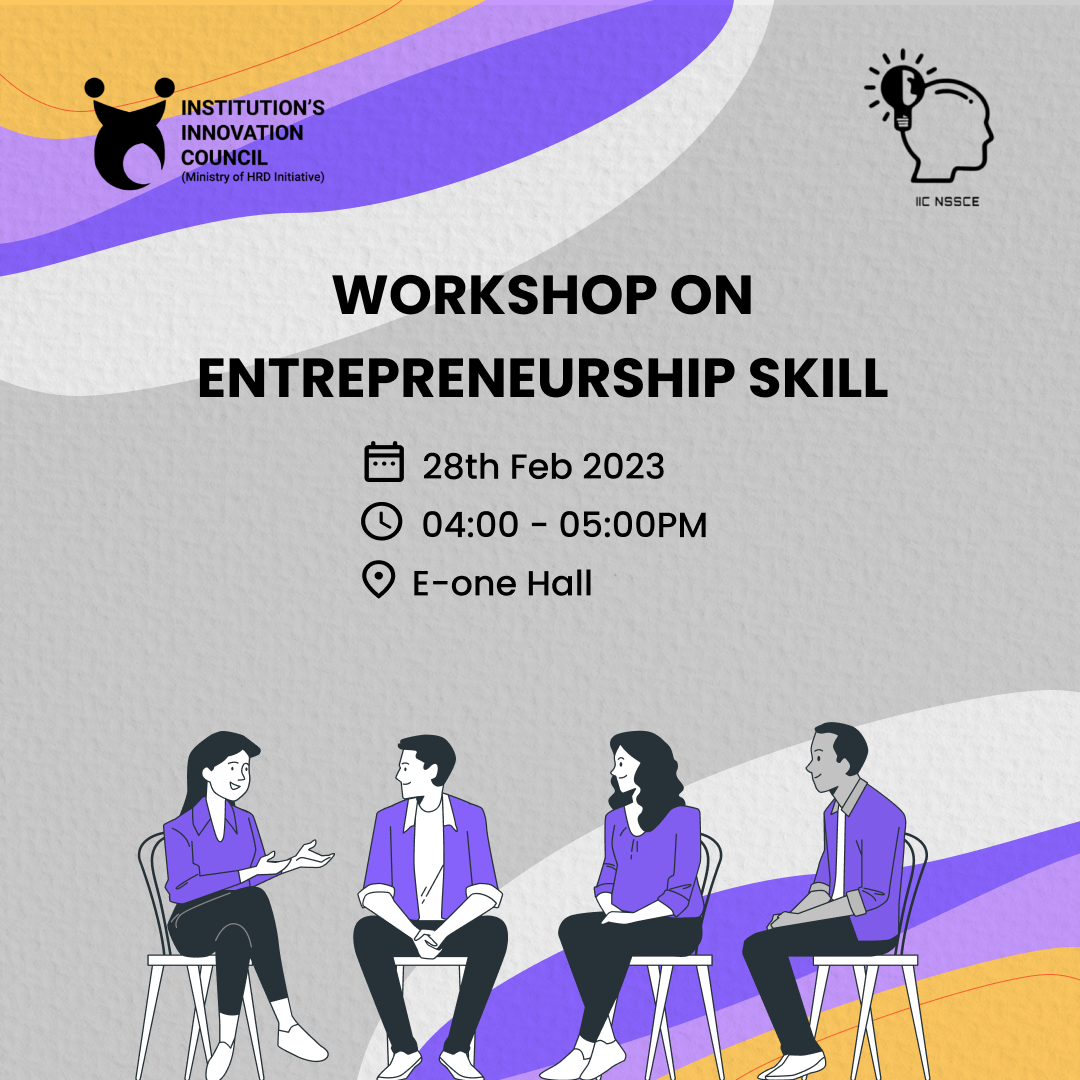 INSTITUTION'S
INNOVATION
COUNCIL
(Ministry of HRD Initiative)
IIC NSSCE
WORKSHOP ON
ENTREPRENEURSHIP SKILL
28th Feb 2023
04:00 - 05:00PM
E-one Hall